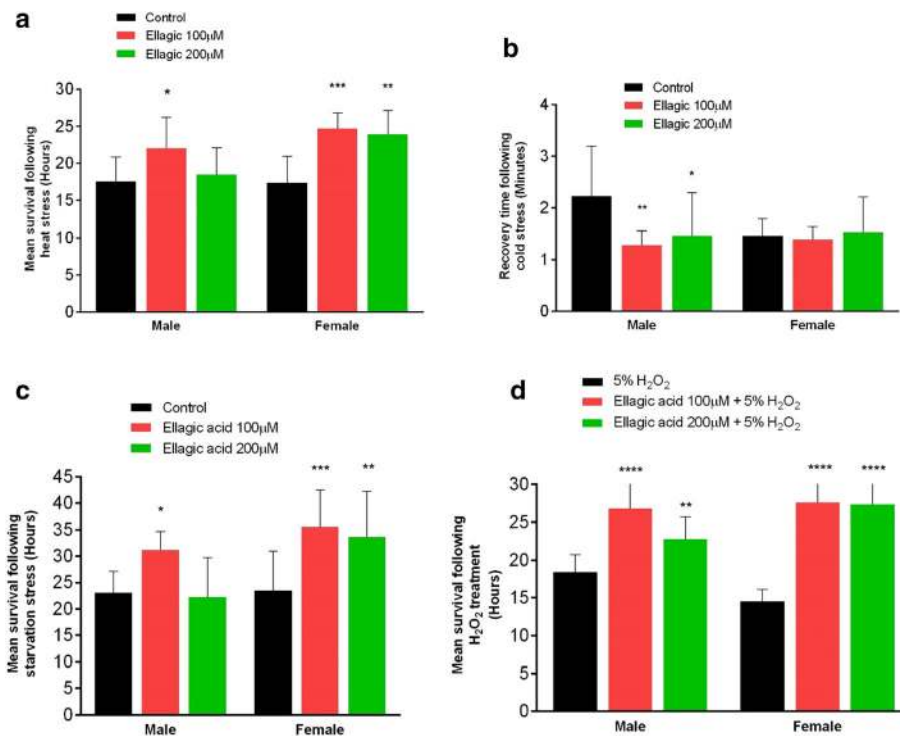 a
Control
Ellagic 100µM
Ellagic 200µM
Mean survival following
heat stress (Hours)
30
25
20
15
10
5
0
*
***
**
Male
Female
b
Control
Ellagic 100µM
Ellagic 200µM
Recovery time following
cold stress (Minutes)
4
3
2
1
0
**
*
Male
Female
c
Control
Ellagic acid 100µM
Ellagic acid 200µM
Mean survival following
starvation stress (Hours)
45
40
35
30
25
20
15
10
5
0
*
***
**
Male
Female
d
5% H₂O₂
Ellagic acid 100µM + 5% H₂O₂
Ellagic acid 200µM + 5% H₂O₂
Mean survival following
H₂O₂ treatment
(Hours)
30
25
20
15
10
5
0
****
**
****
****
Male
Female